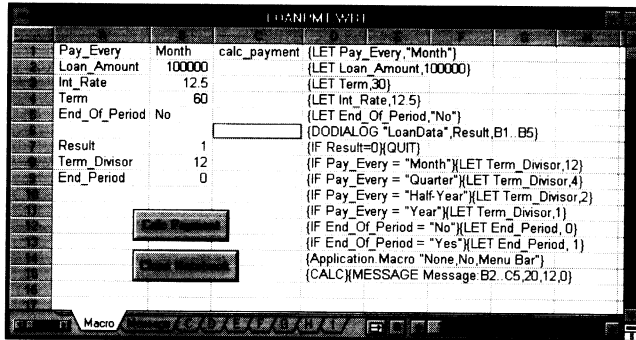 LOANPMT.WB1
Pay_Every Month calc_payment {LET Pay_Every,"Month"}
Loan_Amount 100000 {LET Loan_Amount,100000}
Int_Rate 12.5 {LET Term,30}
Term 60 {LET Int_Rate,12.5}
End_Of_Period No {LET End_Of_Period,"No"}
{DODIALOG "LoanData",Result,B1..B5}
Result 1 {IF Result=0}{QUIT}
Term_Divisor 12 {IF Pay_Every = "Month"}{LET Term_Divisor,12}
End_Period 0 {IF Pay_Every = "Quarter"}{LET Term_Divisor,4}
{IF Pay_Every = "Half-Year"}{LET Term_Divisor,2}
{IF Pay_Every = "Year"}{LET Term_Divisor,1}
{IF End_Of_Period = "No"}{LET End_Period, 0}
{IF End_Of_Period = "Yes"}{LET End_Period, 1}
{Application.Macro "None,No,Menu Bar"}
{CALC}{MESSAGE Message:B2..C5,20,12,0}
Calc Payment
Macro